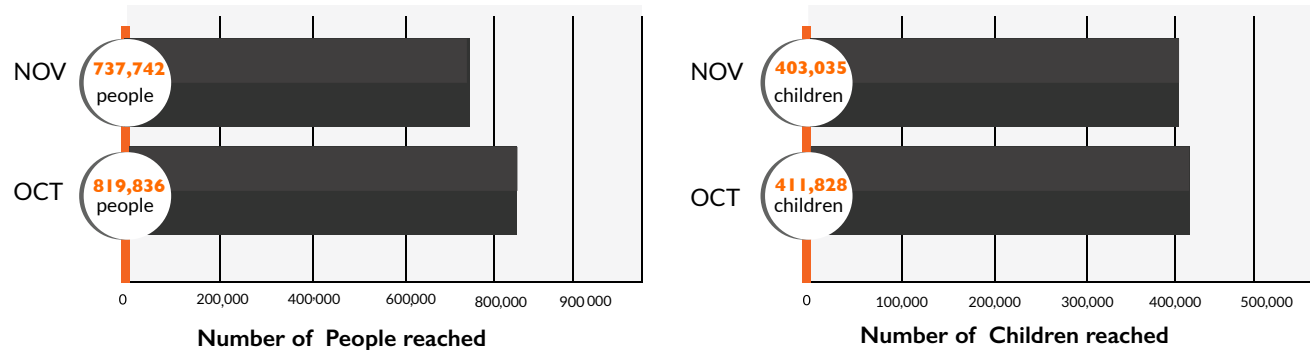 NOV
737,742
people
OCT
819,836
people
0
200,000
400,000
600,000
800,000
900 000
Number of People reached
NOV
403,035
children
OCT
411,828
children
0
100,000
200,000
300,000
400,000
500,000
Number of Children reached